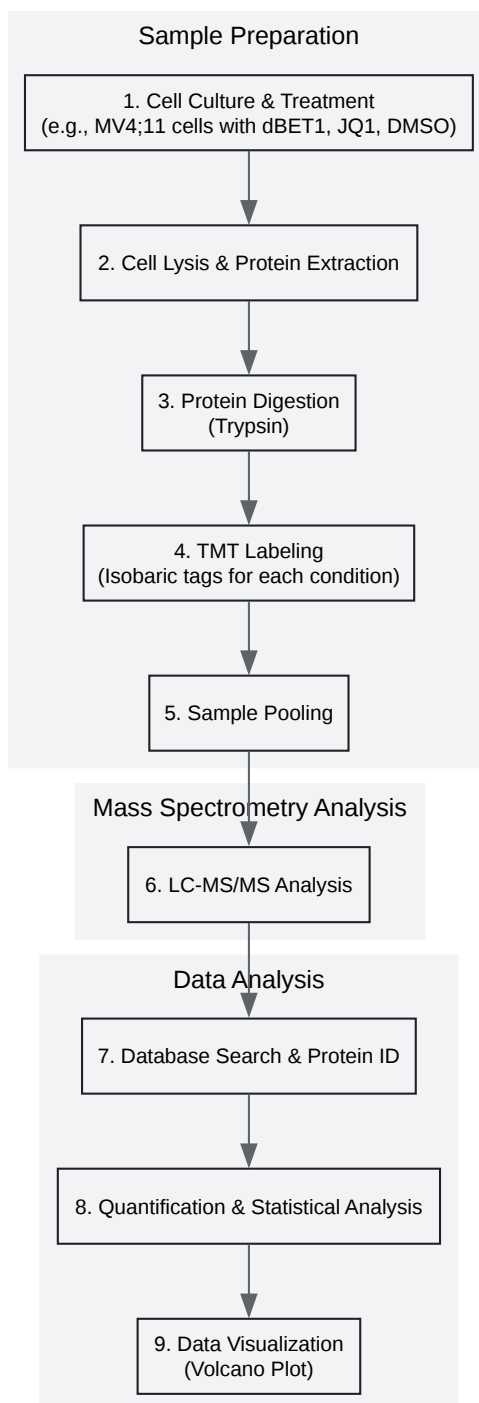 Sample Preparation
1. Cell Culture & Treatment
(e.g., MV4;11 cells with dBET1, JQ1, DMSO)
2. Cell Lysis & Protein Extraction
3. Protein Digestion
(Trypsin)
4. TMT Labeling
(Isobaric tags for each condition)
5. Sample Pooling
Mass Spectrometry Analysis
6. LC-MS/MS Analysis
Data Analysis
7. Database Search & Protein ID
8. Quantification & Statistical Analysis
9. Data Visualization
(Volcano Plot)